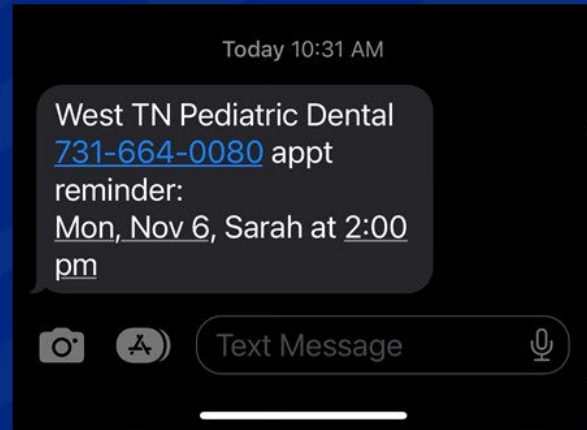 Today 10:31 AM
West TN Pediatric Dental
731-664-0080 appt
reminder:
Mon, Nov 6, Sarah at 2:00
pm
Text Message